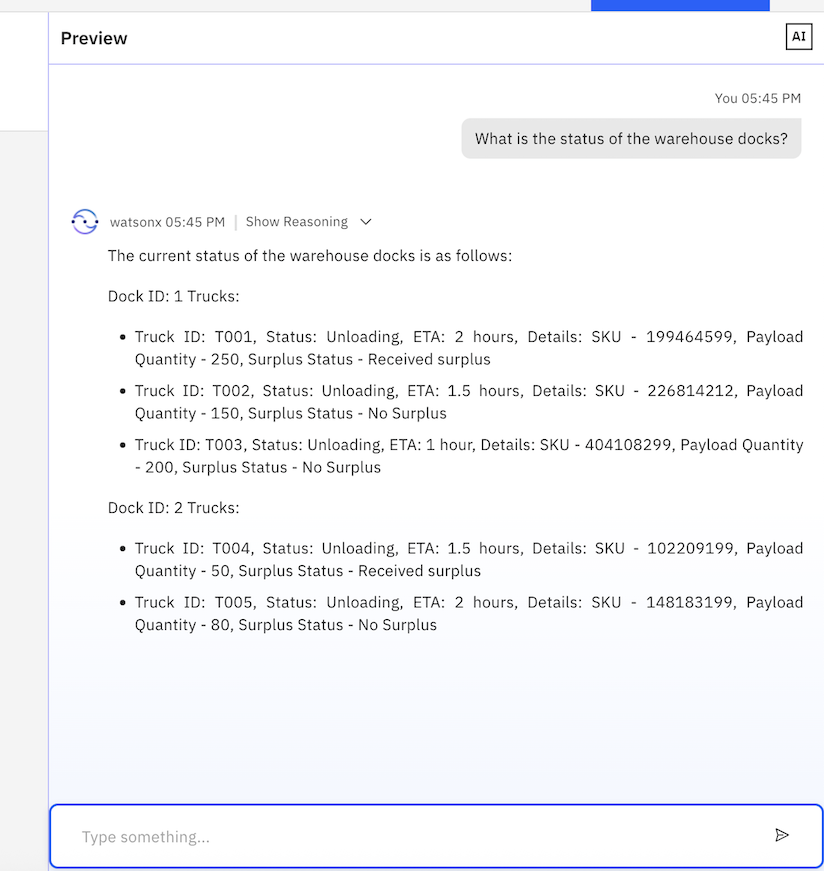 Preview
AI
You 05:45 PM
What is the status of the warehouse docks?
watsonx 05:45 PM | Show Reasoning
The current status of the warehouse docks is as follows:
Dock ID: 1 Trucks:
• Truck ID: T001, Status: Unloading, ETA: 2 hours, Details: SKU - 199464599, Payload
Quantity - 250, Surplus Status - Received surplus
• Truck ID: T002, Status: Unloading, ETA: 1.5 hours, Details: SKU - 226814212, Payload
Quantity - 150, Surplus Status - No Surplus
• Truck ID: T003, Status: Unloading, ETA: 1 hour, Details: SKU - 404108299, Payload Quantity
- 200, Surplus Status - No Surplus
Dock ID: 2 Trucks:
• Truck ID: T004, Status: Unloading, ETA: 1.5 hours, Details: SKU - 102209199, Payload
Quantity - 50, Surplus Status - Received surplus
• Truck ID: T005, Status: Unloading, ETA: 2 hours, Details: SKU - 148183199, Payload
Quantity - 80, Surplus Status - No Surplus
Type something...